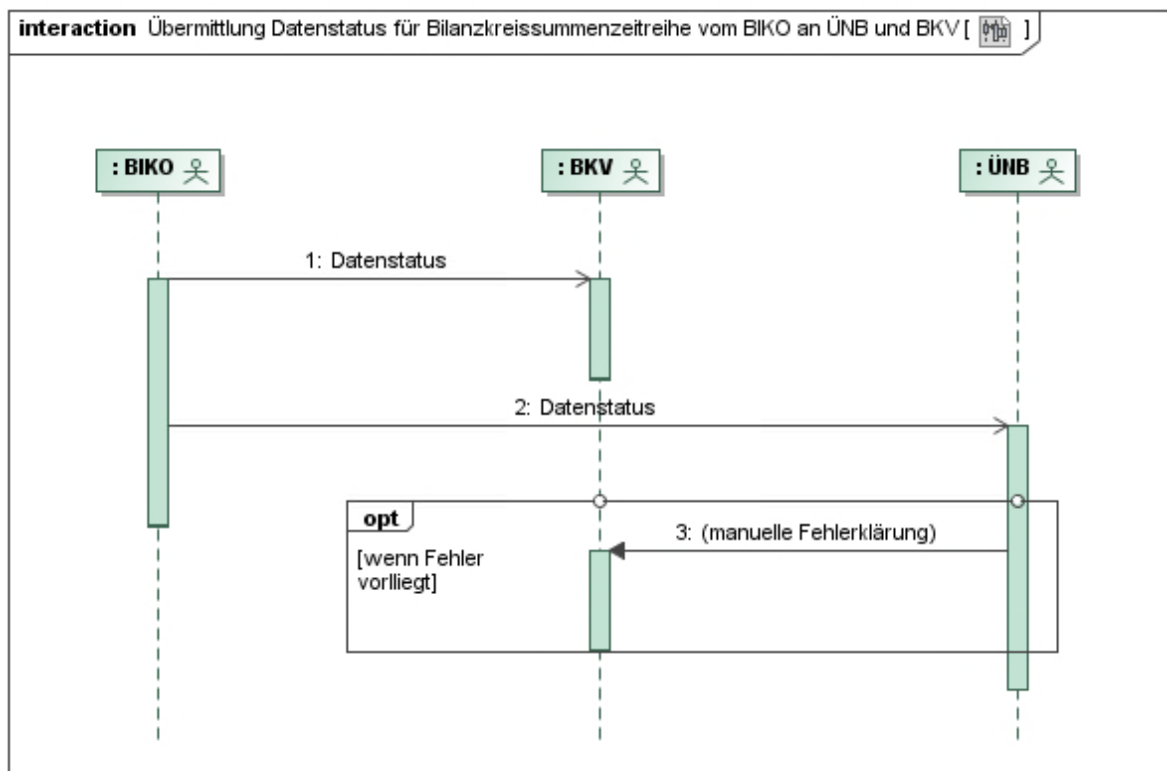 interaction Übermittlung Datenstatus für Bilanzkreissummenzeitreihe vom BIKO an ÜNB und BKV [ ]
: BIKO
: BKV
: ÜNB
1: Datenstatus
2: Datenstatus
opt
3: (manuelle Fehlerklärung)
[wenn Fehler
vorlliegt]